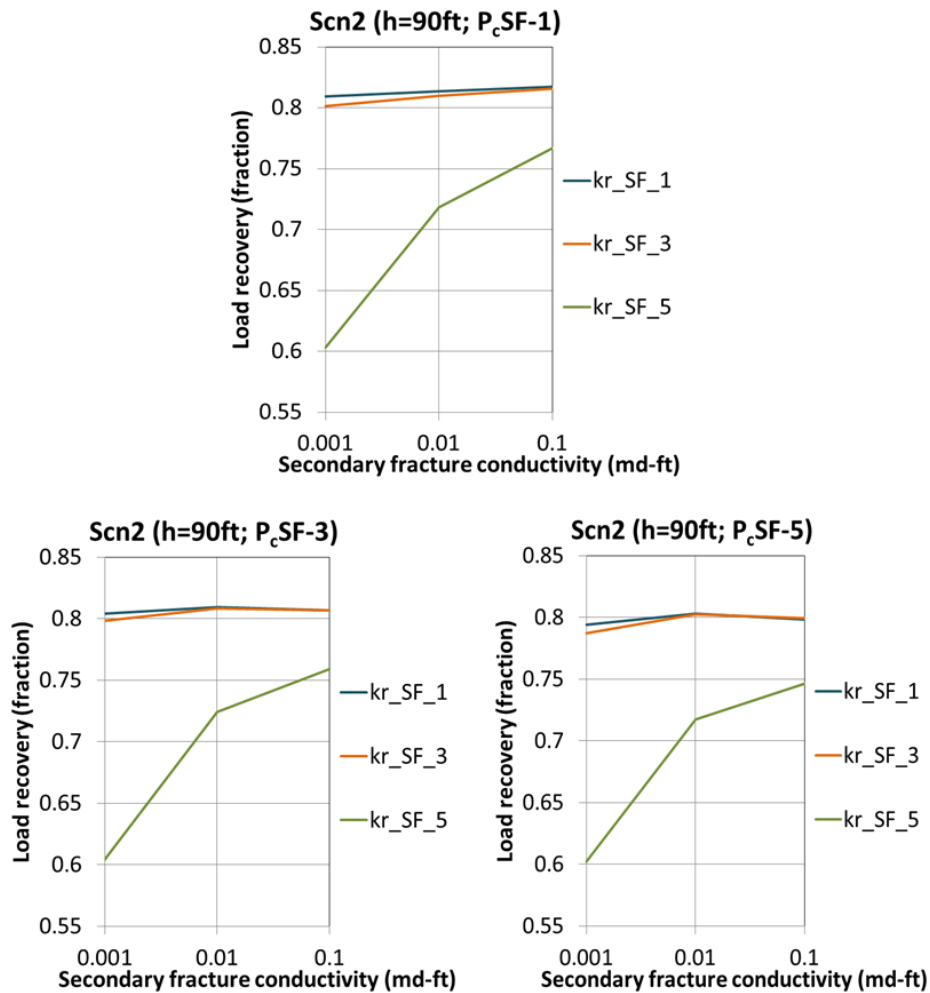 Scn2 (h=90ft; PcSF-1)
Load recovery (fraction)
0.85
0.8
0.75
0.7
0.65
0.6
0.55
0.001 0.01 0.1
Secondary fracture conductivity (md-ft)
kr_SF_1
kr_SF_3
kr_SF_5
Scn2 (h=90ft; PcSF-3)
Load recovery (fraction)
0.85
0.8
0.75
0.7
0.65
0.6
0.55
0.001 0.01 0.1
Secondary fracture conductivity (md-ft)
kr_SF_1
kr_SF_3
kr_SF_5
Scn2 (h=90ft; PcSF-5)
Load recovery (fraction)
0.85
0.8
0.75
0.7
0.65
0.6
0.55
0.001 0.01 0.1
Secondary fracture conductivity (md-ft)
kr_SF_1
kr_SF_3
kr_SF_5